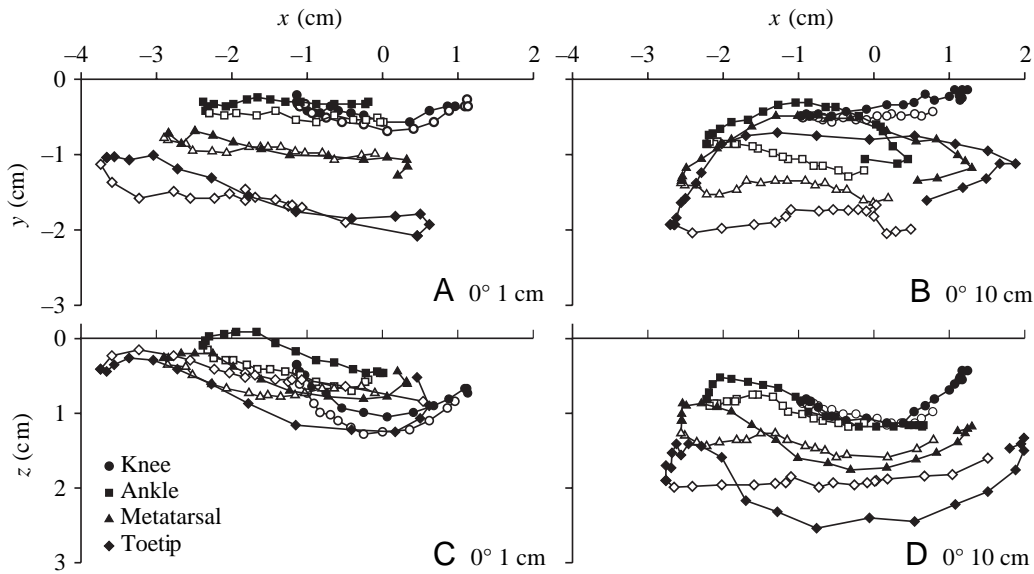 x (cm)
x (cm)
–4 –3 –2 –1 0 1 2
–4 –3 –2 –1 0 1 2
0
–1
–2
–3
y (cm)
A 0° 1 cm
B 0° 10 cm
0
1
2
3
z (cm)
Knee
Ankle
Metatarsal
Toetip
C 0° 1 cm
D 0° 10 cm